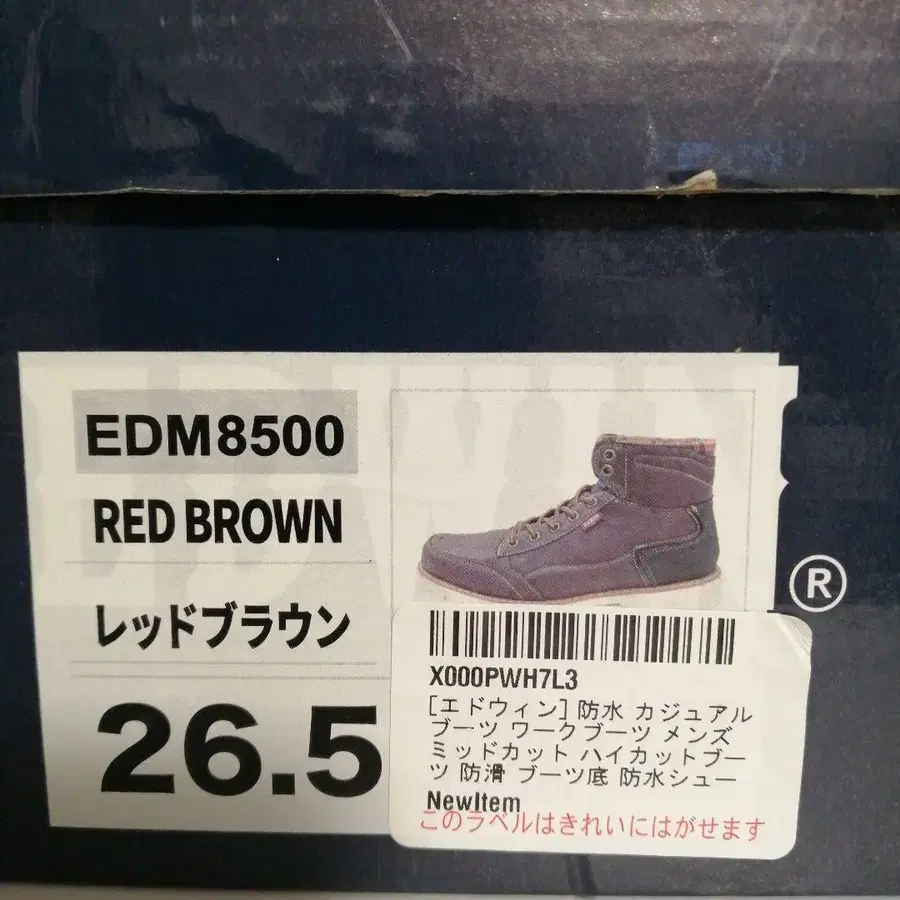 EDM8500
RED BROWN
レッドブラウン
26.5
®
X000PWH7L3
[エドウィン] 防水 カジュアル
ブーツ ワークブーツ メンズ
ミッドカット ハイカットブー
ツ 防滑 ブーツ底 防水シュー
NewItem
このラベルはきれいにはがせます